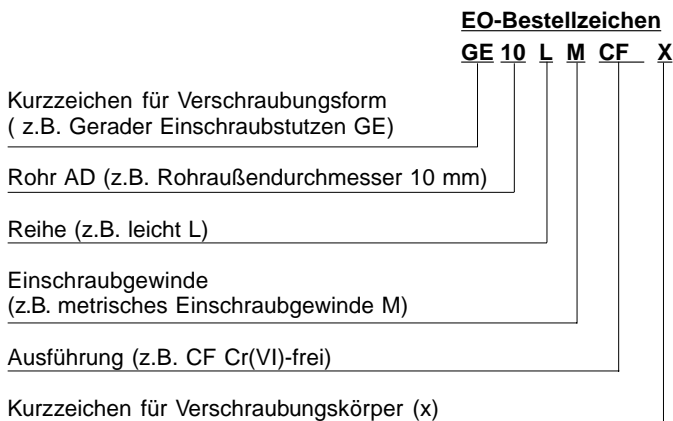 EO-Bestellzeichen
GE 10 L M CF X
Kurzzeichen für Verschraubungsform
( z.B. Gerader Einschraubstutzen GE)
Rohr AD (z.B. Rohraußendurchmesser 10 mm)
Reihe (z.B. leicht L)
Einschraubgewinde
(z.B. metrisches Einschraubgewinde M)
Ausführung (z.B. CF Cr(VI)-frei)
Kurzzeichen für Verschraubungskörper (x)